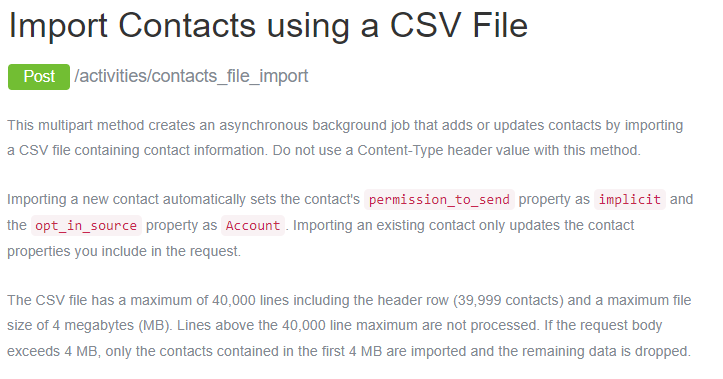 Import Contacts using a CSV File
Post /activities/contacts_file_import
This multipart method creates an asynchronous background job that adds or updates contacts by importing
a CSV file containing contact information. Do not use a Content-Type header value with this method.
Importing a new contact automatically sets the contact's permission_to_send property as implicit and
the opt_in_source property as Account. Importing an existing contact only updates the contact
properties you include in the request.
The CSV file has a maximum of 40,000 lines including the header row (39,999 contacts) and a maximum file
size of 4 megabytes (MB). Lines above the 40,000 line maximum are not processed. If the request body
exceeds 4 MB, only the contacts contained in the first 4 MB are imported and the remaining data is dropped.